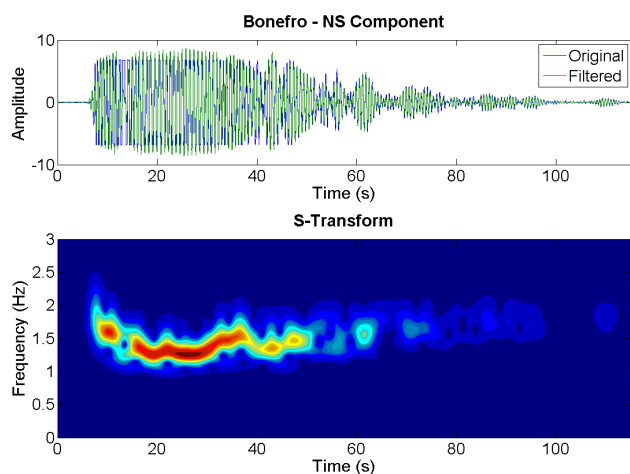 Bonefro - NS Component
10
0
-10
Amplitude
Original
Filtered
0 20 40 60 80 100
Time (s)
S-Transform
3
2.5
2
1.5
1
0.5
0
Frequency (Hz)
0 20 40 60 80 100
Time (s)